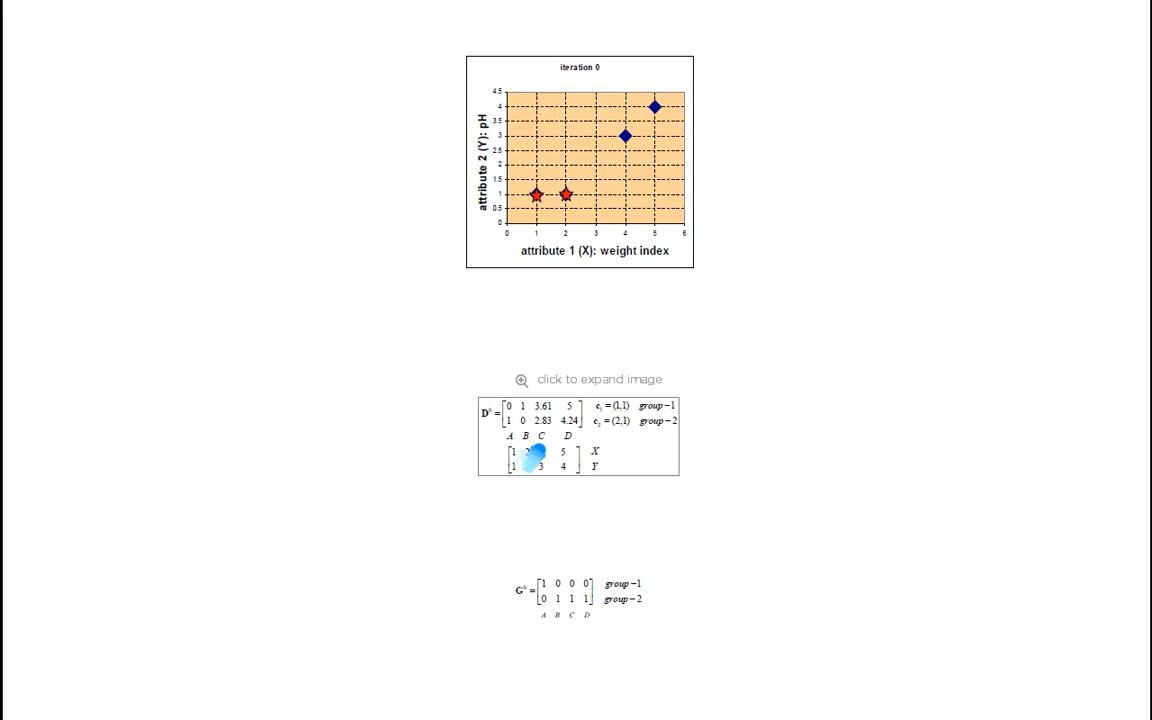 iteration 0
4.5
4
3.5
3
2.5
2
1.5
1
0.5
0
attribute 2 (Y): pH
0 1 2 3 4 5 6
attribute 1 (X): weight index
click to expand image
D⁰ = [0 1 3.61 5] c₁ = (1,1) group-1
[1 0 2.83 4.24] c₂ = (2,1) group-2
A B C D
[1 5] X
[1 3 4] Y
G⁰ = [1 0 0 0] group-1
[0 1 1 1] group-2
A B C D